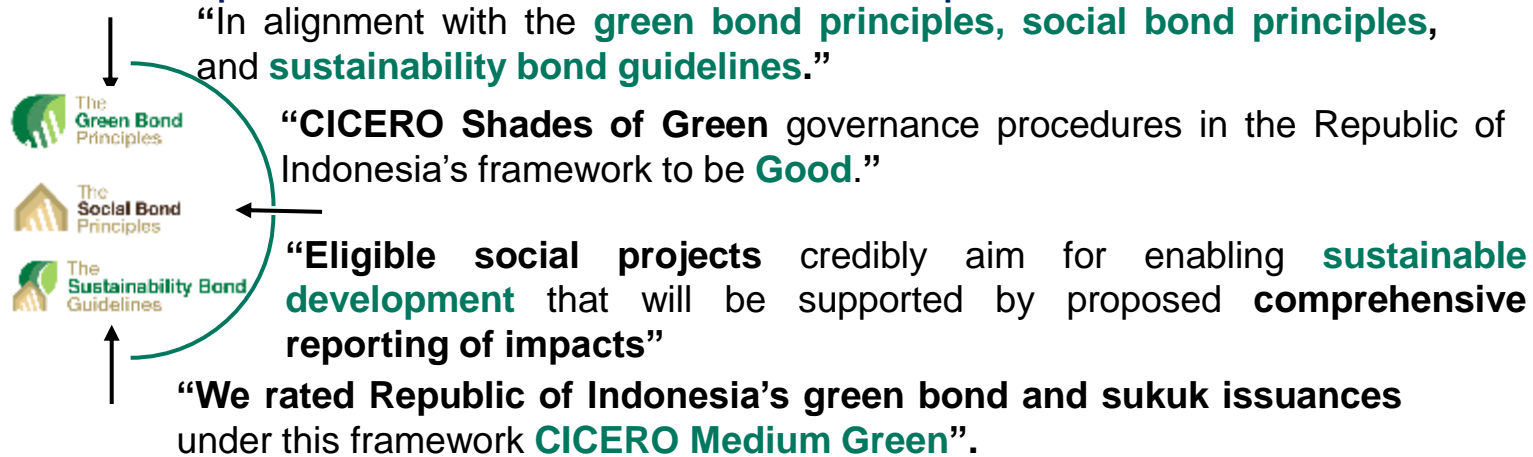 “In alignment with the green bond principles, social bond principles,
and sustainability bond guidelines.”
The
Green Bond
Principles
“CICERO Shades of Green governance procedures in the Republic of
Indonesia’s framework to be Good.”
The
Social Bond
Principles
“Eligible social projects credibly aim for enabling sustainable
development that will be supported by proposed comprehensive
reporting of impacts”
The
Sustainability Bond
Guidelines
“We rated Republic of Indonesia’s green bond and sukuk issuances
under this framework CICERO Medium Green”.